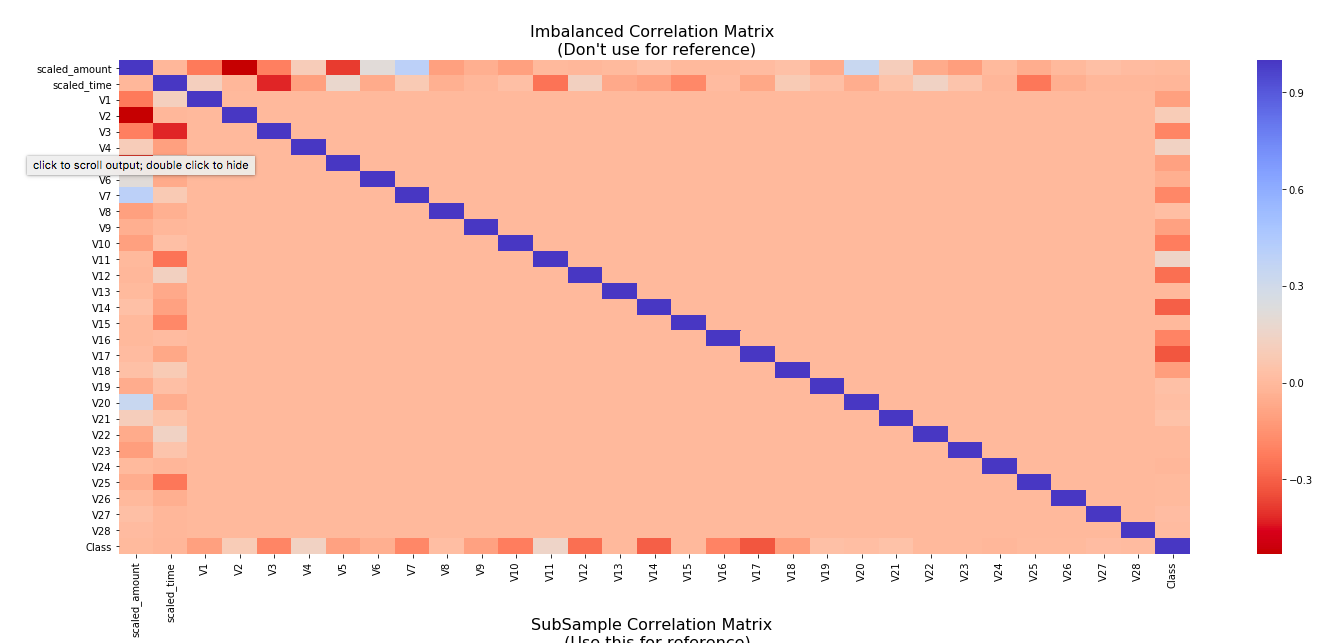 Imbalanced Correlation Matrix
(Don't use for reference)
scaled_amount
scaled_time
V1
V2
V3
V4
click to scroll output; double click to hide
V6
V7
V8
V9
V10
V11
V12
V13
V14
V15
V16
V17
V18
V19
V20
V21
V22
V23
V24
V25
V26
V27
V28
Class
0.9
0.6
0.3
0.0
−0.3
scaled_amount
scaled_time
V1
V2
V3
V4
V5
V6
V7
V8
V9
V10
V11
V12
V13
V14
V15
V16
V17
V18
V19
V20
V21
V22
V23
V24
V25
V26
V27
V28
Class
SubSample Correlation Matrix
(Use this for reference)